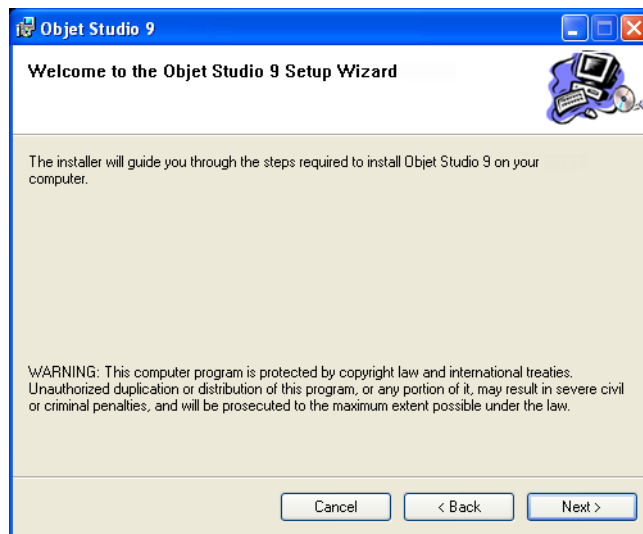 Objet Studio 9
Welcome to the Objet Studio 9 Setup Wizard
The installer will guide you through the steps required to install Objet Studio 9 on your
computer.
WARNING: This computer program is protected by copyright law and international treaties.
Unauthorized duplication or distribution of this program, or any portion of it, may result in severe civil
or criminal penalties, and will be prosecuted to the maximum extent possible under the law.
Cancel
< Back
Next >